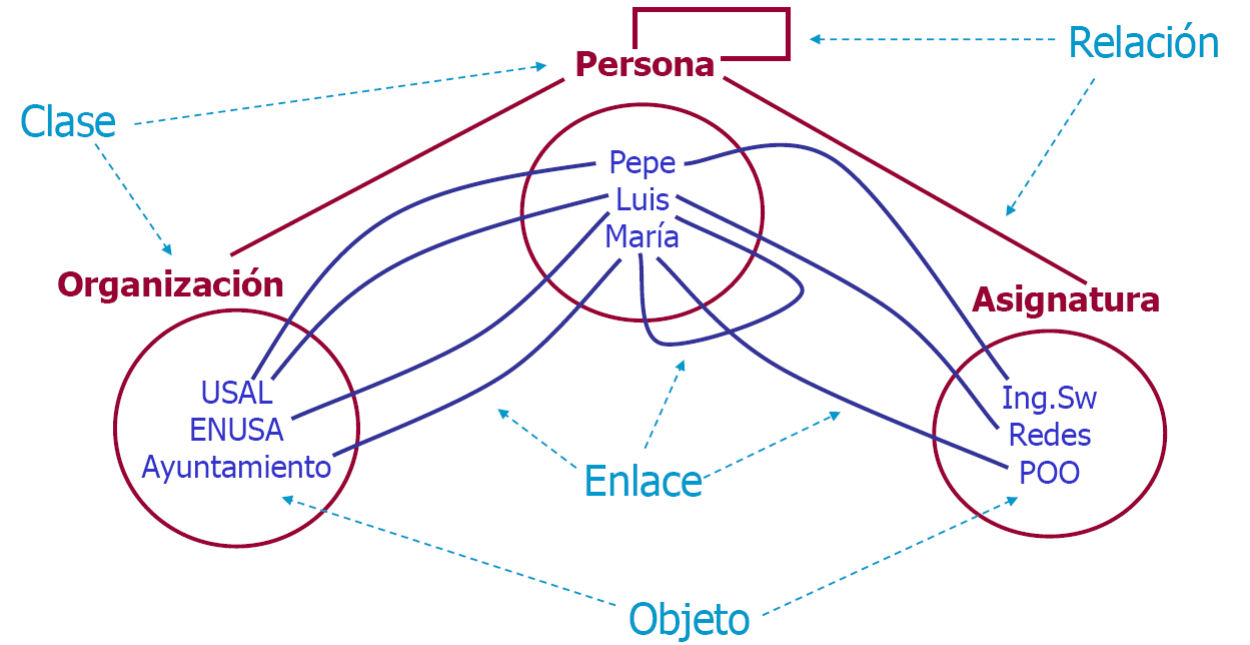 Relación
Persona
Clase
Pepe
Luis
María
Organización
Asignatura
USAL
ENUSA
Ayuntamiento
Ing.Sw
Redes
POO
Enlace
Objeto